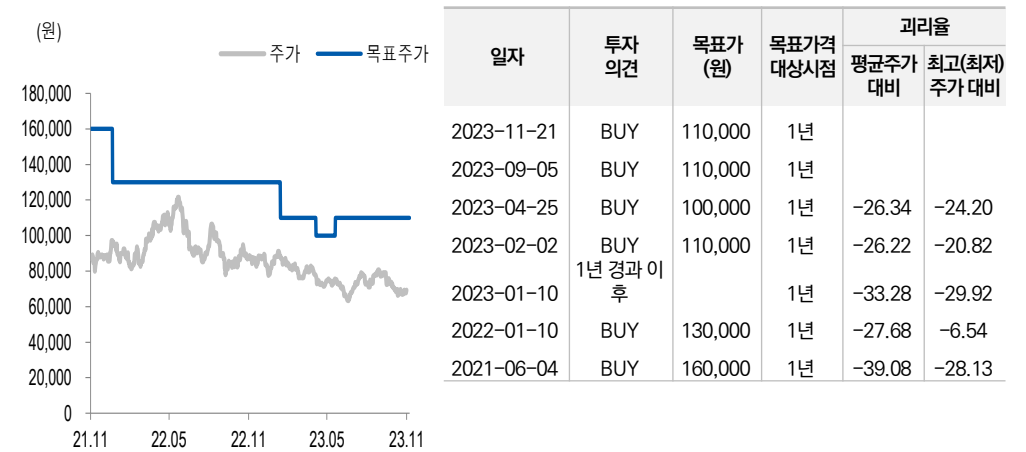 (원)
주가 목표주가
180,000
160,000
140,000
120,000
100,000
80,000
60,000
40,000
20,000
0
21.11 22.05 22.11 23.05 23.11
일자 투자 의견 목표가 (원) 목표가격 대상시점 괴리율
평균주가 대비 최고(최저) 주가 대비
2023-11-21 BUY 110,000 1년
2023-09-05 BUY 110,000 1년
2023-04-25 BUY 100,000 1년 -26.34 -24.20
2023-02-02 BUY 110,000 1년 -26.22 -20.82
2023-01-10 1년 경과 이후 1년 -33.28 -29.92
2022-01-10 BUY 130,000 1년 -27.68 -6.54
2021-06-04 BUY 160,000 1년 -39.08 -28.13